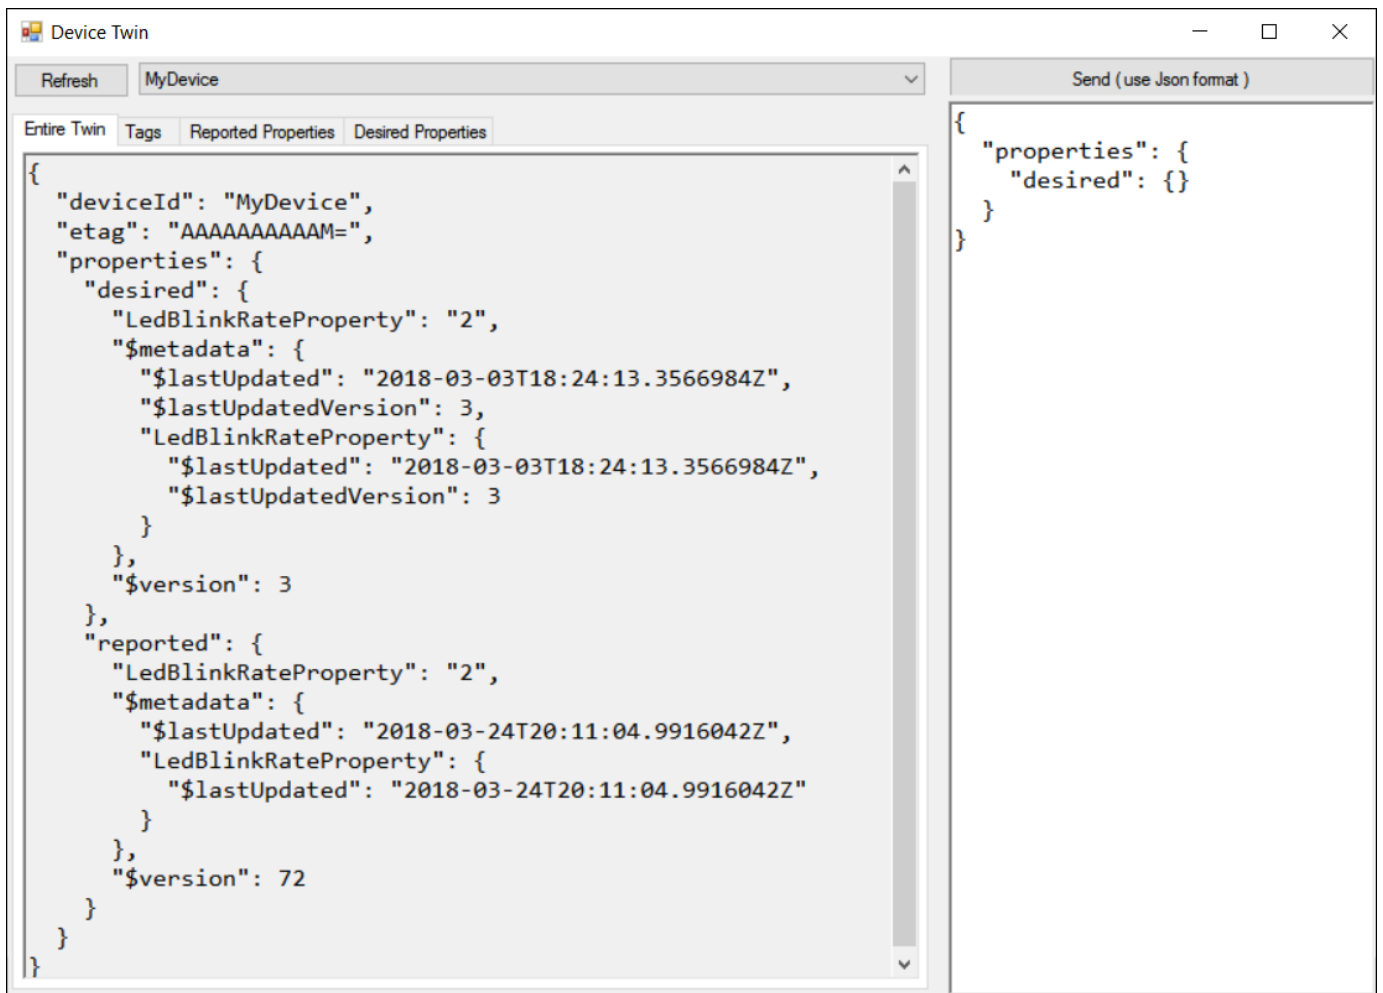 Device Twin
Refresh
MyDevice
Send ( use Json format )
Entire Twin
Tags
Reported Properties
Desired Properties
{
  "deviceId": "MyDevice",
  "etag": "AAAAAAAAAAM=",
  "properties": {
    "desired": {
      "LedBlinkRateProperty": "2",
      "$metadata": {
        "$lastUpdated": "2018-03-03T18:24:13.3566984Z",
        "$lastUpdatedVersion": 3,
        "LedBlinkRateProperty": {
          "$lastUpdated": "2018-03-03T18:24:13.3566984Z",
          "$lastUpdatedVersion": 3
        }
      },
      "$version": 3
    },
    "reported": {
      "LedBlinkRateProperty": "2",
      "$metadata": {
        "$lastUpdated": "2018-03-24T20:11:04.9916042Z",
        "LedBlinkRateProperty": {
          "$lastUpdated": "2018-03-24T20:11:04.9916042Z"
        }
      },
      "$version": 72
    }
  }
}
{
  "properties": {
    "desired": {}
  }
}